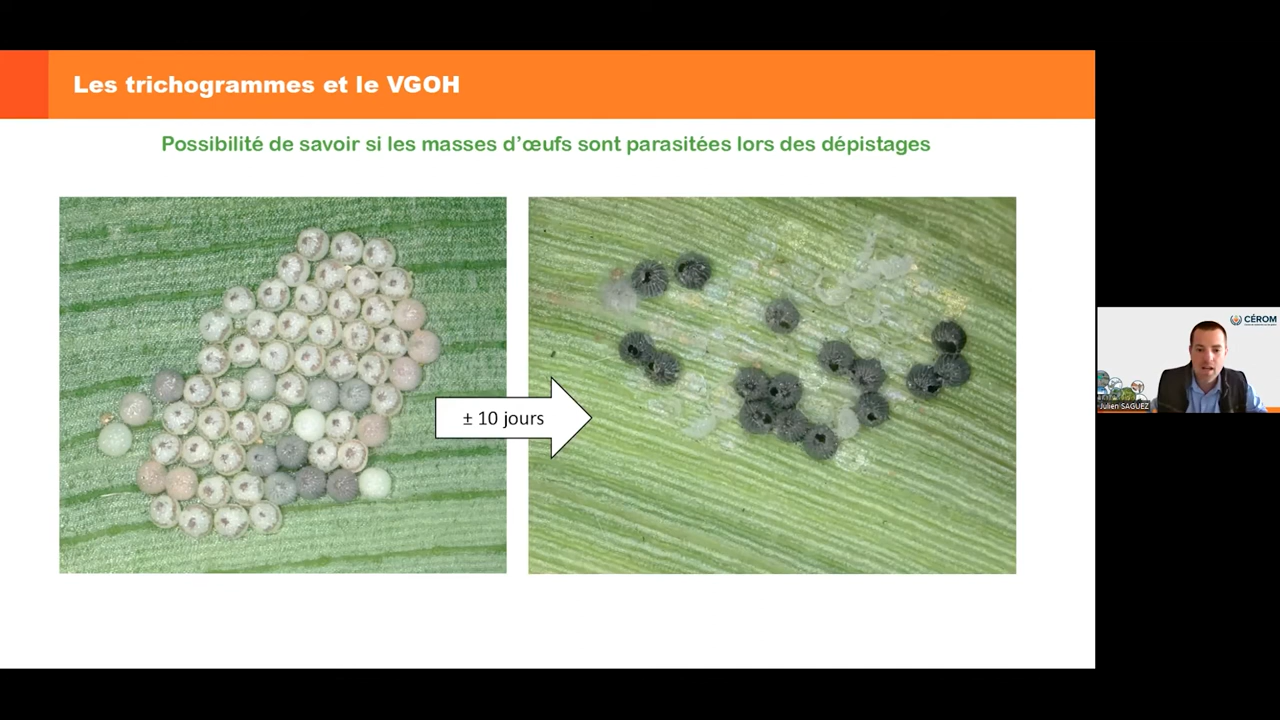 Les trichogrammes et le VGOH
Possibilité de savoir si les masses d'œufs sont parasitées lors des dépistages
± 10 jours
CÉROM
Julien SAGUEZ